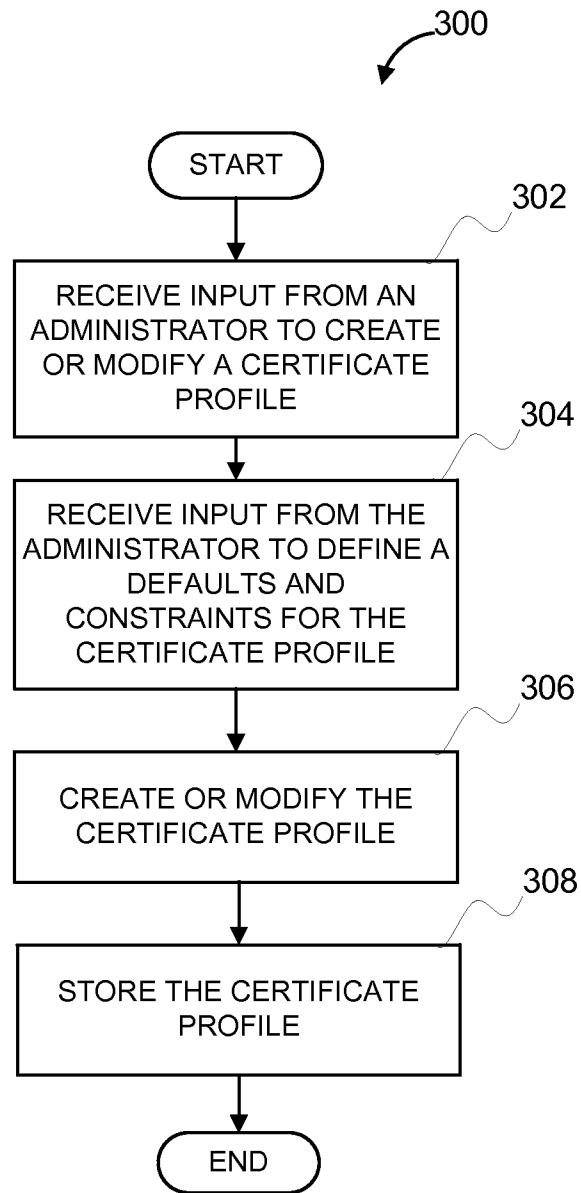 300
START
302
RECEIVE INPUT FROM AN
ADMINISTRATOR TO CREATE
OR MODIFY A CERTIFICATE
PROFILE
304
RECEIVE INPUT FROM THE
ADMINISTRATOR TO DEFINE A
DEFAULTS AND
CONSTRAINTS FOR THE
CERTIFICATE PROFILE
306
CREATE OR MODIFY THE
CERTIFICATE PROFILE
308
STORE THE CERTIFICATE
PROFILE
END